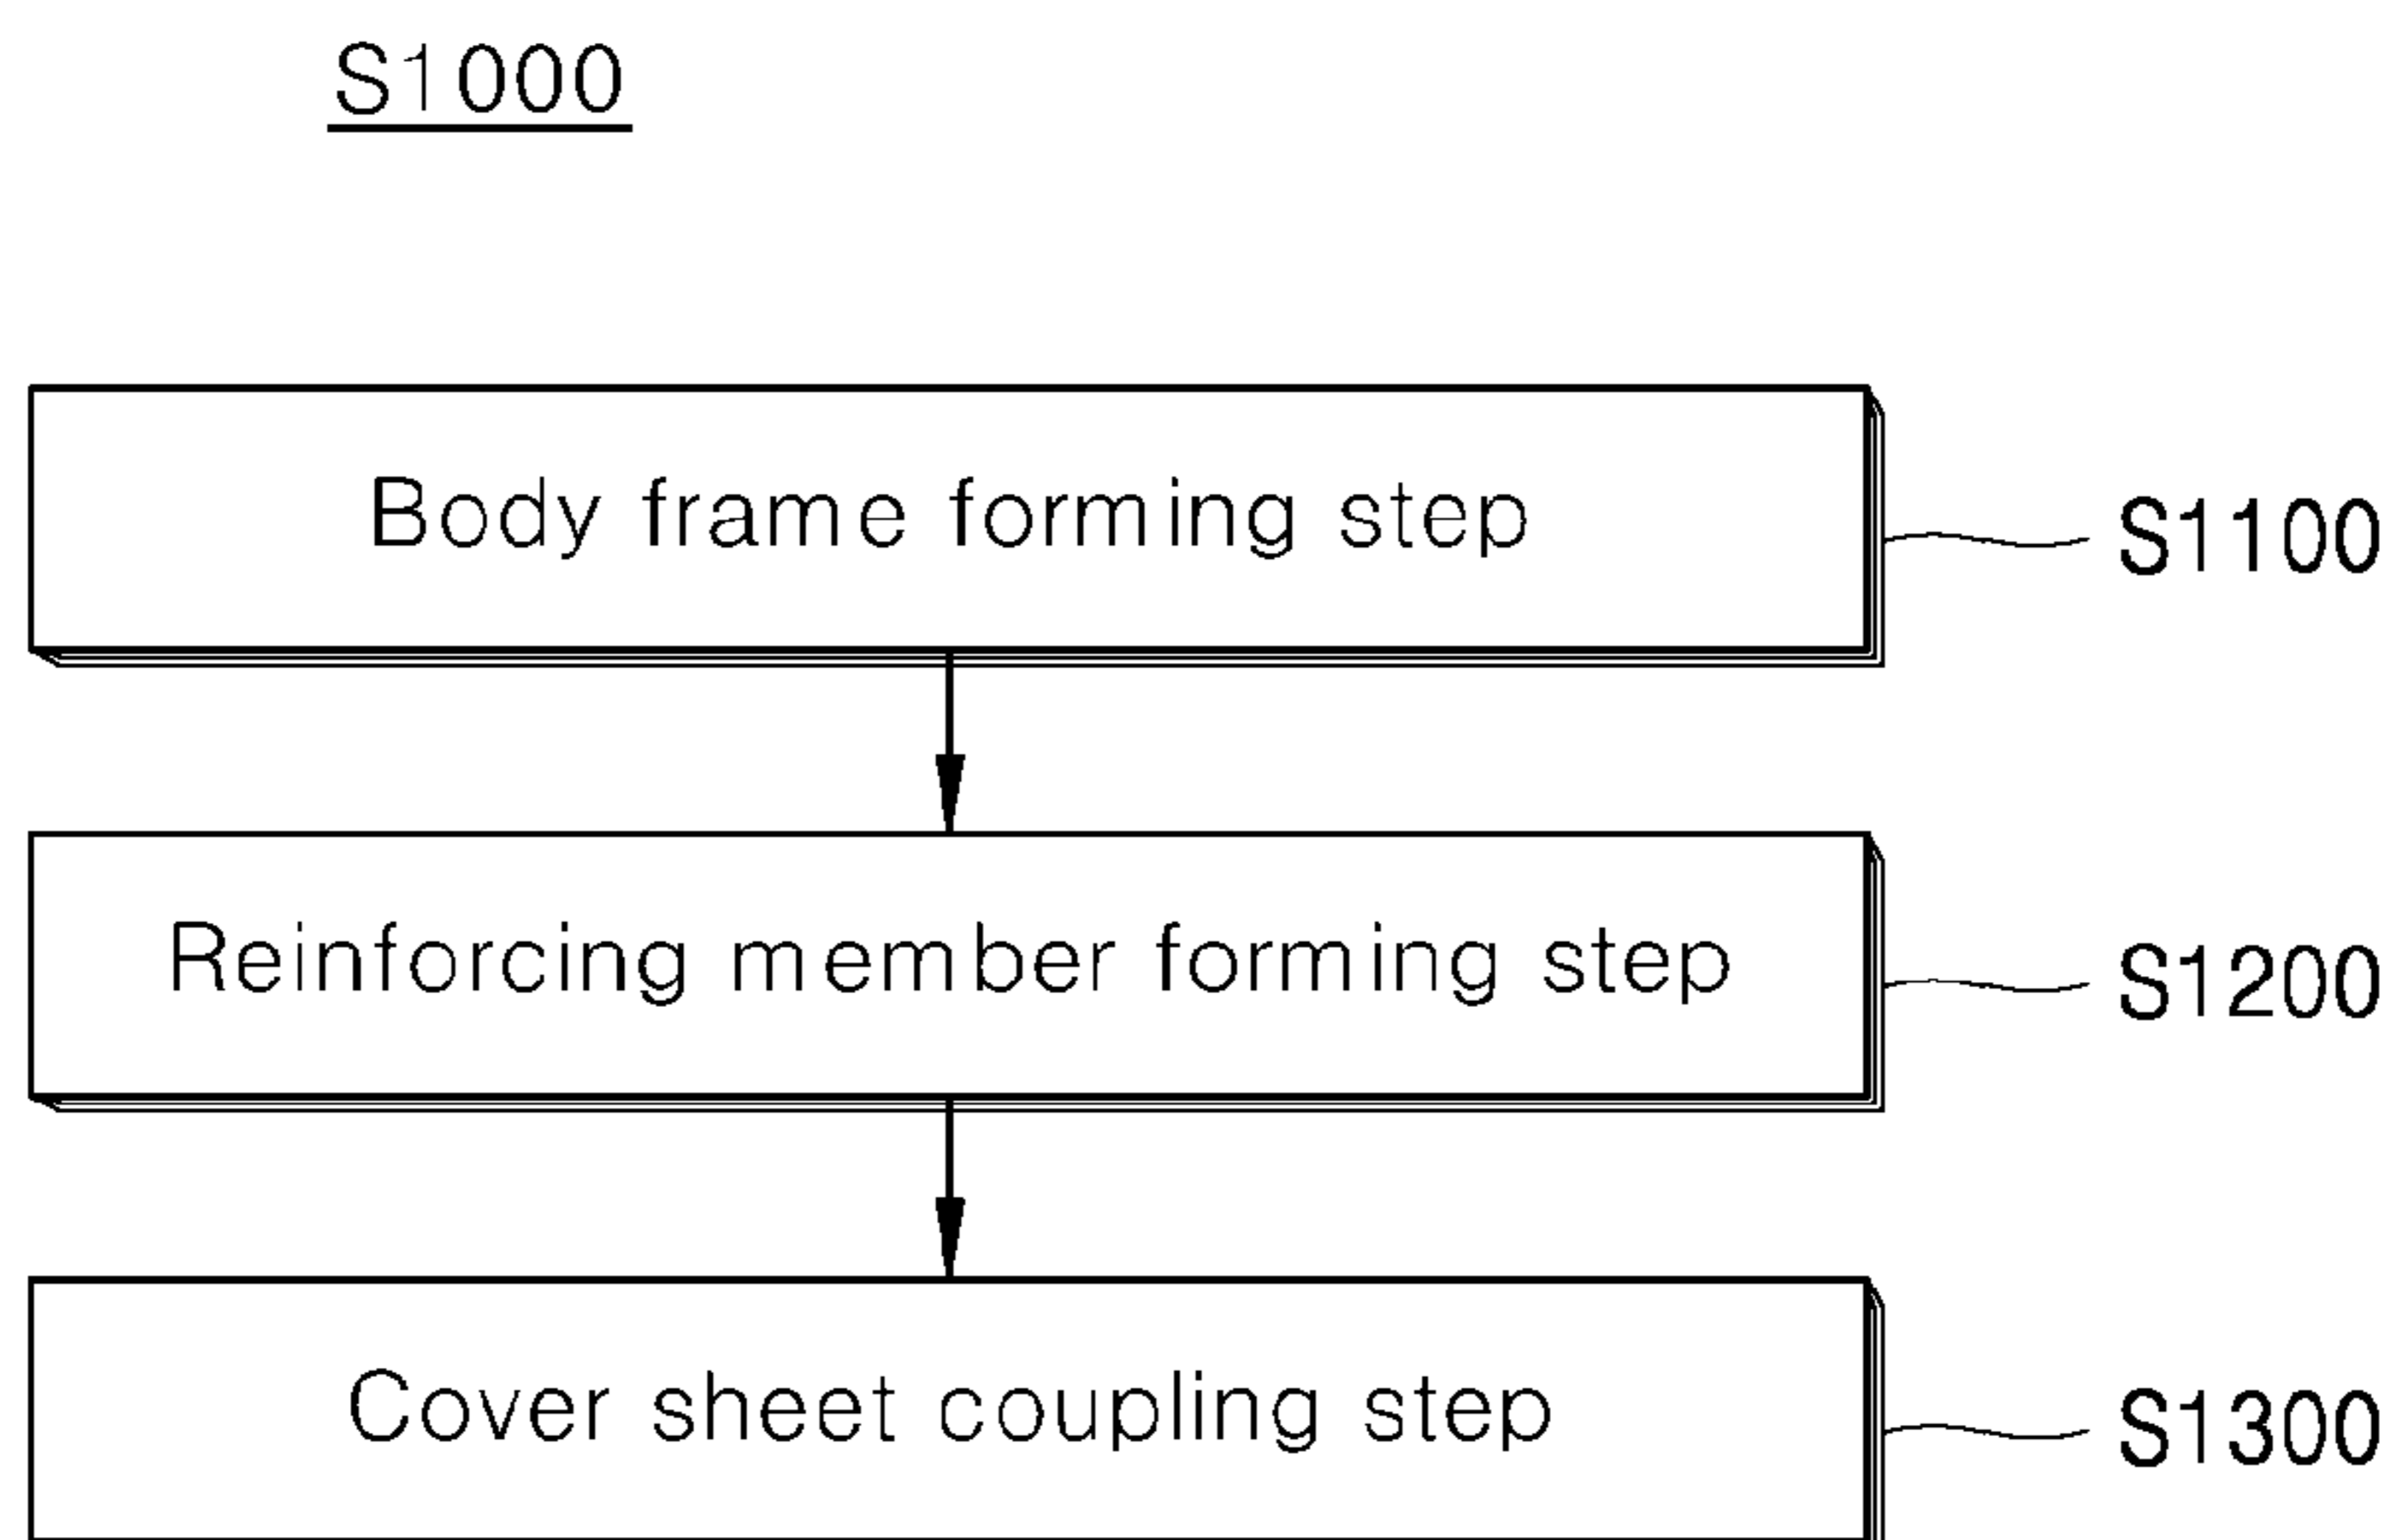 S1000
Body frame forming step
S1100
Reinforcing member forming step
S1200
Cover sheet coupling step
S1300